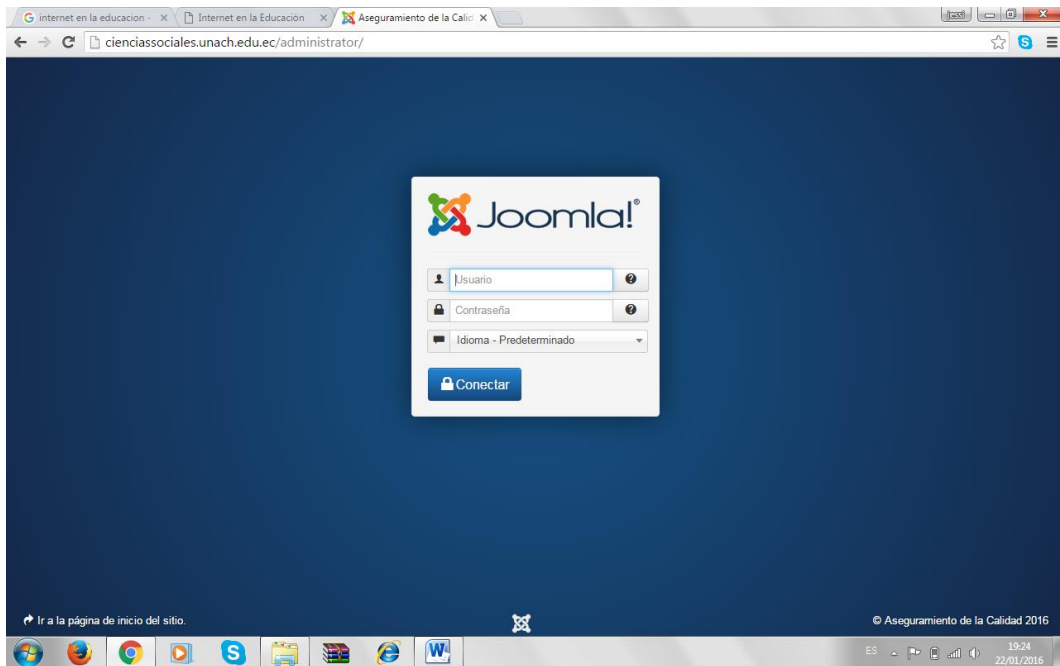 internet en la educacion -
Internet en la Educación
Aseguramiento de la Calid
jessi
cienciassociales.unach.edu.ec/administrator/
Joomla!®
Usuario
Contraseña
Idioma - Predeterminado
Conectar
Ir a la página de inicio del sitio.
© Aseguramiento de la Calidad 2016
ES
19:24
22/01/2016